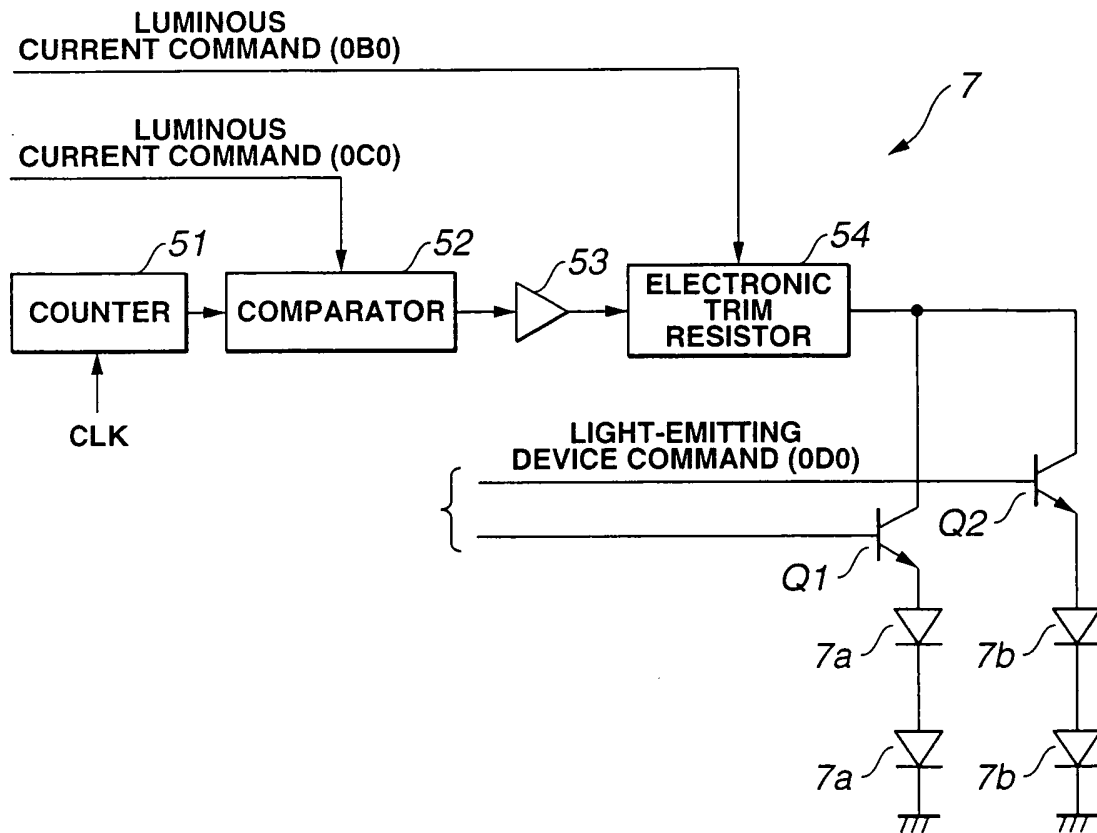 LUMINOUS
CURRENT COMMAND (0B0)
7
LUMINOUS
CURRENT COMMAND (0C0)
51
52
53
54
COUNTER
COMPARATOR
ELECTRONIC
TRIM
RESISTOR
CLK
LIGHT-EMITTING
DEVICE COMMAND (0D0)
Q2
Q1
7a
7b
7a
7b